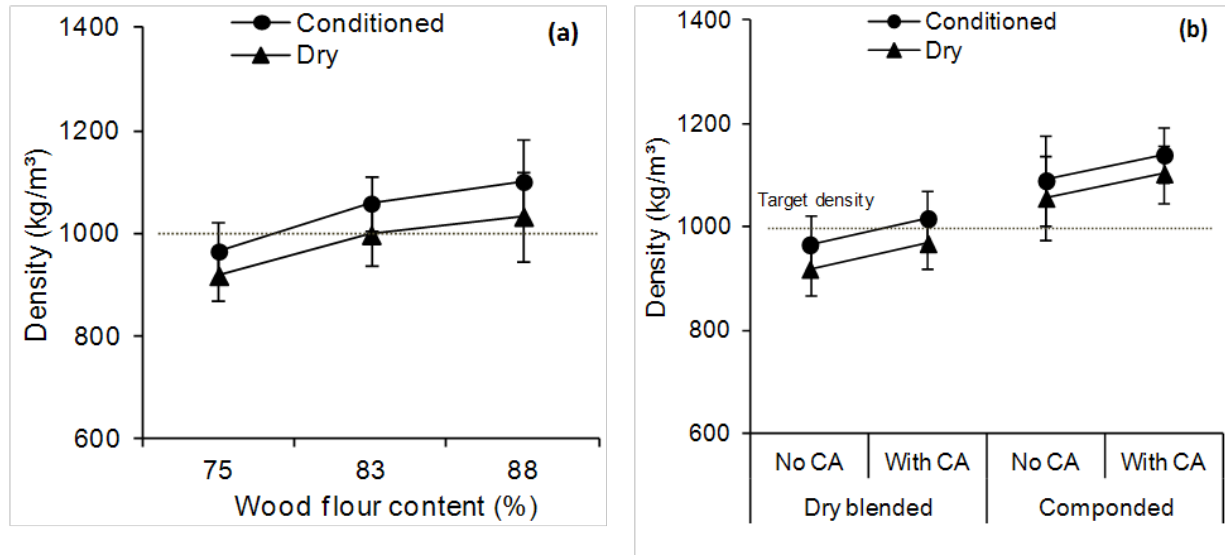 Conditioned
Dry
(a)
1400
1200
1000
800
600
Density (kg/m³)
75 83 88
Wood flour content (%)
Conditioned
Dry
(b)
1400
1200
1000
800
600
Density (kg/m³)
Target density
No CA With CA No CA With CA
Dry blended Componded